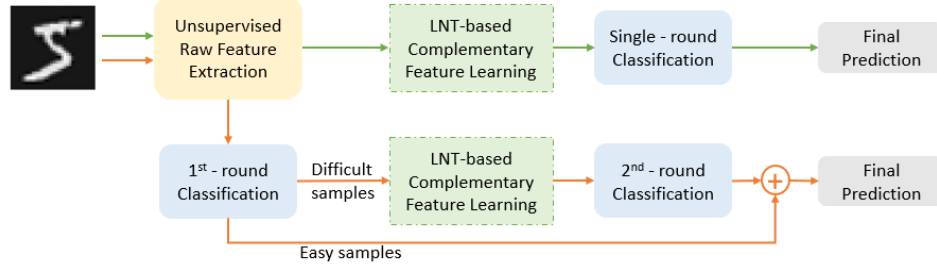 Unsupervised
Raw Feature
Extraction
LNT-based
Complementary
Feature Learning
Single - round
Classification
Final
Prediction
1st - round
Classification
Difficult
samples
LNT-based
Complementary
Feature Learning
2nd - round
Classification
+
Final
Prediction
Easy samples